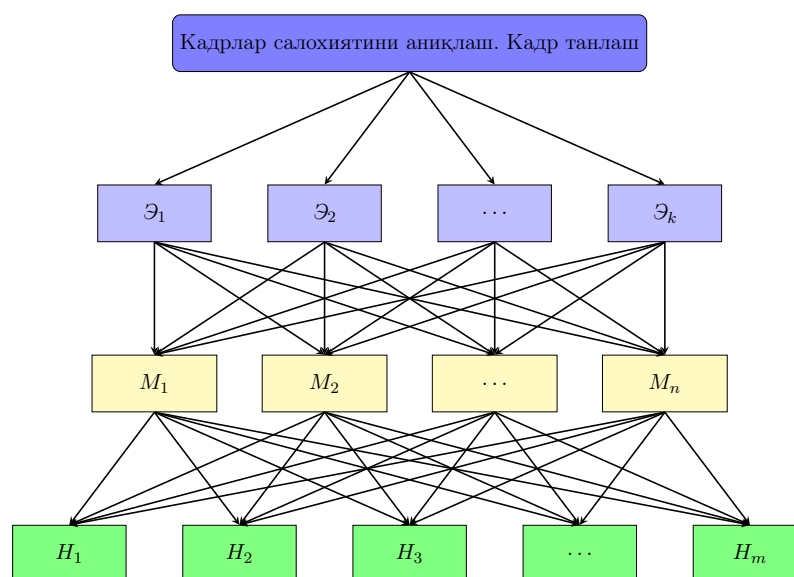 Кадрлар салохиятини аниқлаш. Кадр танлаш
Э₁ Э₂ ⋯ Эₖ
M₁ M₂ ⋯ Mₙ
H₁ H₂ H₃ ⋯ Hₘ